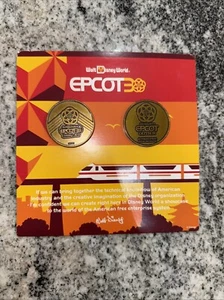 Walt Disney World.
EPCOT30
If we can bring together the technical know-how of American
industry and the creative imagination of the Disney organization
I'm confident we can create right here in Disney World a showcase
to the world of the American free enterprise system.
Walt Disney